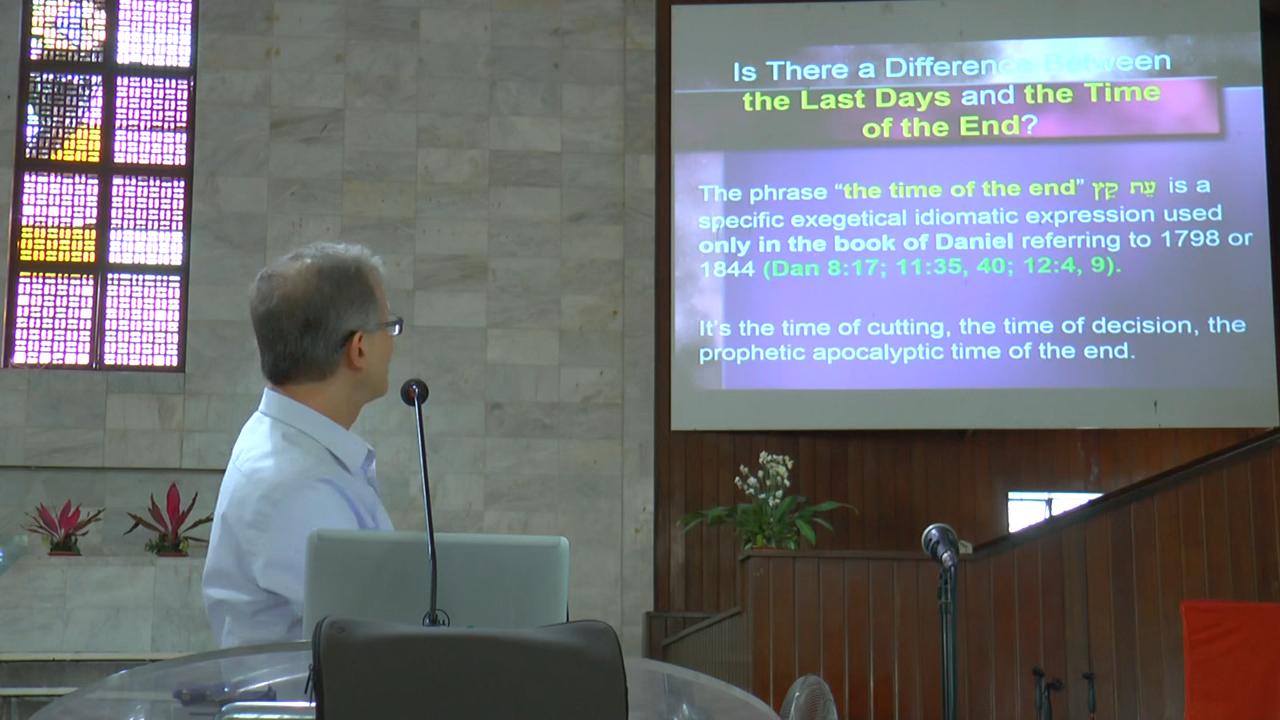 Is There a Difference Between
the Last Days and the Time
of the End?
The phrase “the time of the end” עֵת קֵץ is a
specific exegetical idiomatic expression used
only in the book of Daniel referring to 1798 or
1844 (Dan 8:17; 11:35, 40; 12:4, 9).
It's the time of cutting, the time of decision, the
prophetic apocalyptic time of the end.